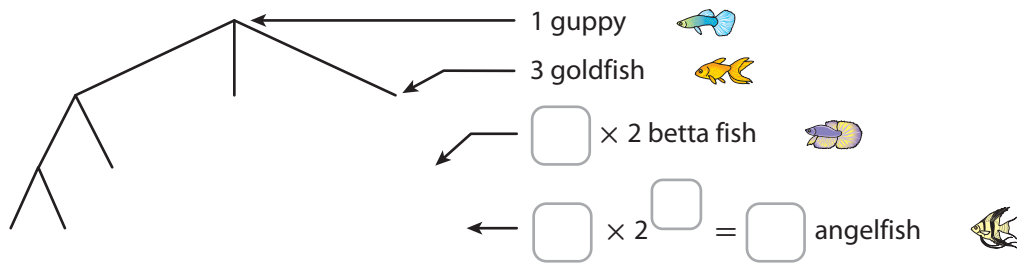 1 guppy
3 goldfish
× 2 betta fish
× 2 = angelfish